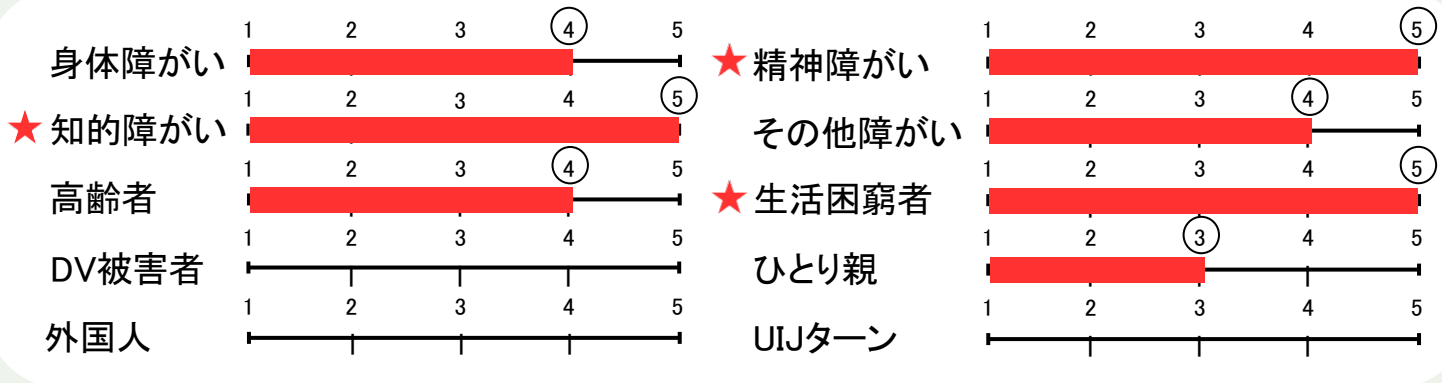 1 2 3 ④ 5
身体障がい
1 2 3 4 ⑤
★知的障がい
1 2 3 ④ 5
高齢者
1 2 3 4 5
DV被害者
1 2 3 4 5
外国人
1 2 3 4 ⑤
★精神障がい
1 2 3 ④ 5
その他障がい
1 2 3 4 ⑤
★生活困窮者
1 2 ③ 4 5
ひとり親
1 2 3 4 5
UIJターン